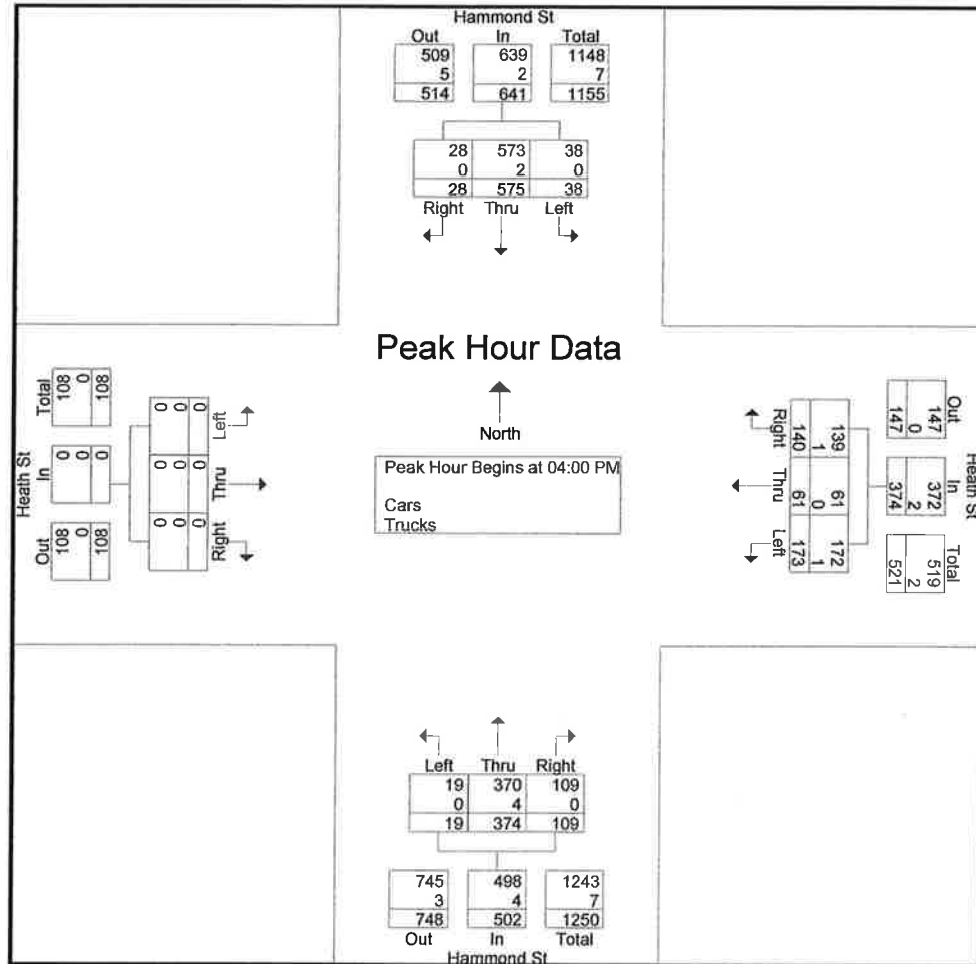 Hammond St
Out In Total
509 639 1148
5 2 7
514 641 1155
28 573 38
0 2 0
28 575 38
Right Thru Left
Peak Hour Data
North
Peak Hour Begins at 04:00 PM
Cars
Trucks
Heath St
Out In Total
108 0 108
0 0 0
108 0 108
Right Thru Left
0 0 0
0 0 0
0 0 0
Heath St
Out In Total
147 372 519
0 2 2
147 374 521
139 61 172
1 0 1
140 61 173
Right Thru Left
Left Thru Right
19 370 109
0 4 0
19 374 109
745 498 1243
3 4 7
748 502 1250
Out In Total
Hammond St